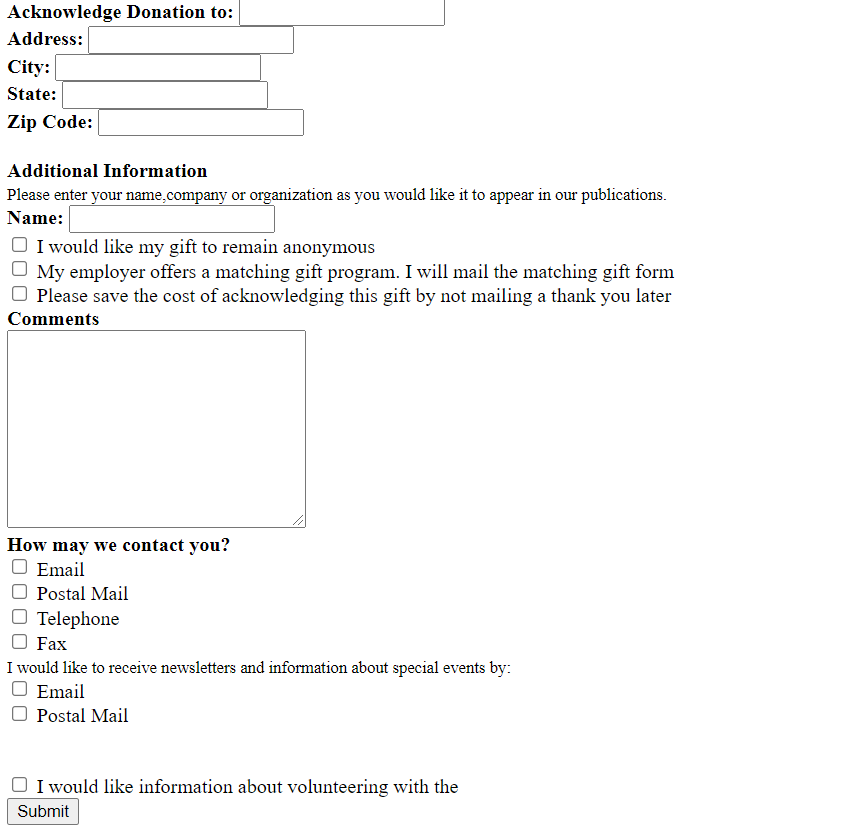 Acknowledge Donation to:
Address:
City:
State:
Zip Code:
Additional Information
Please enter your name,company or organization as you would like it to appear in our publications.
Name:
I would like my gift to remain anonymous
My employer offers a matching gift program. I will mail the matching gift form
Please save the cost of acknowledging this gift by not mailing a thank you later
Comments
How may we contact you?
Email
Postal Mail
Telephone
Fax
I would like to receive newsletters and information about special events by:
Email
Postal Mail
I would like information about volunteering with the
Submit